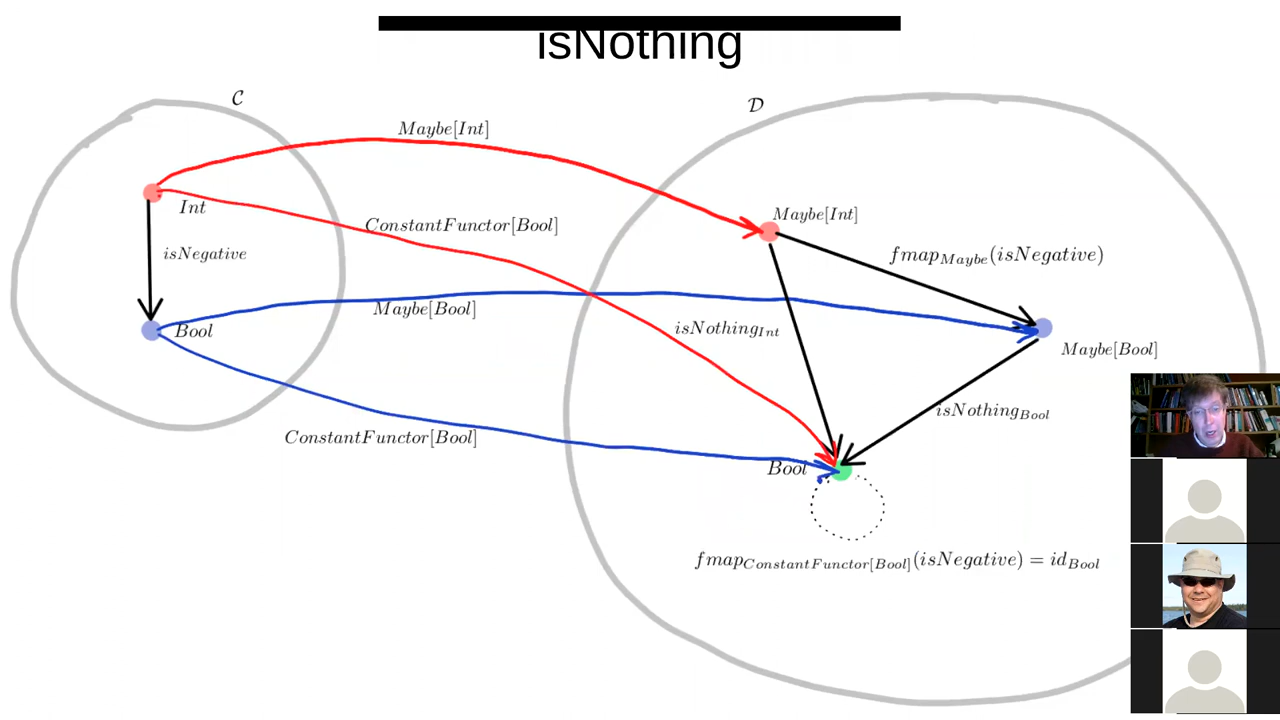 isNothing
C
D
Maybe[Int]
Maybe[Int]
Int
ConstantFunctor[Bool]
isNegative
fmap_Maybe(isNegative)
Maybe[Bool]
isNothing_Int
Bool
Maybe[Bool]
isNothing_Bool
ConstantFunctor[Bool]
Bool
fmap_ConstantFunctor[Bool](isNegative) = id_Bool